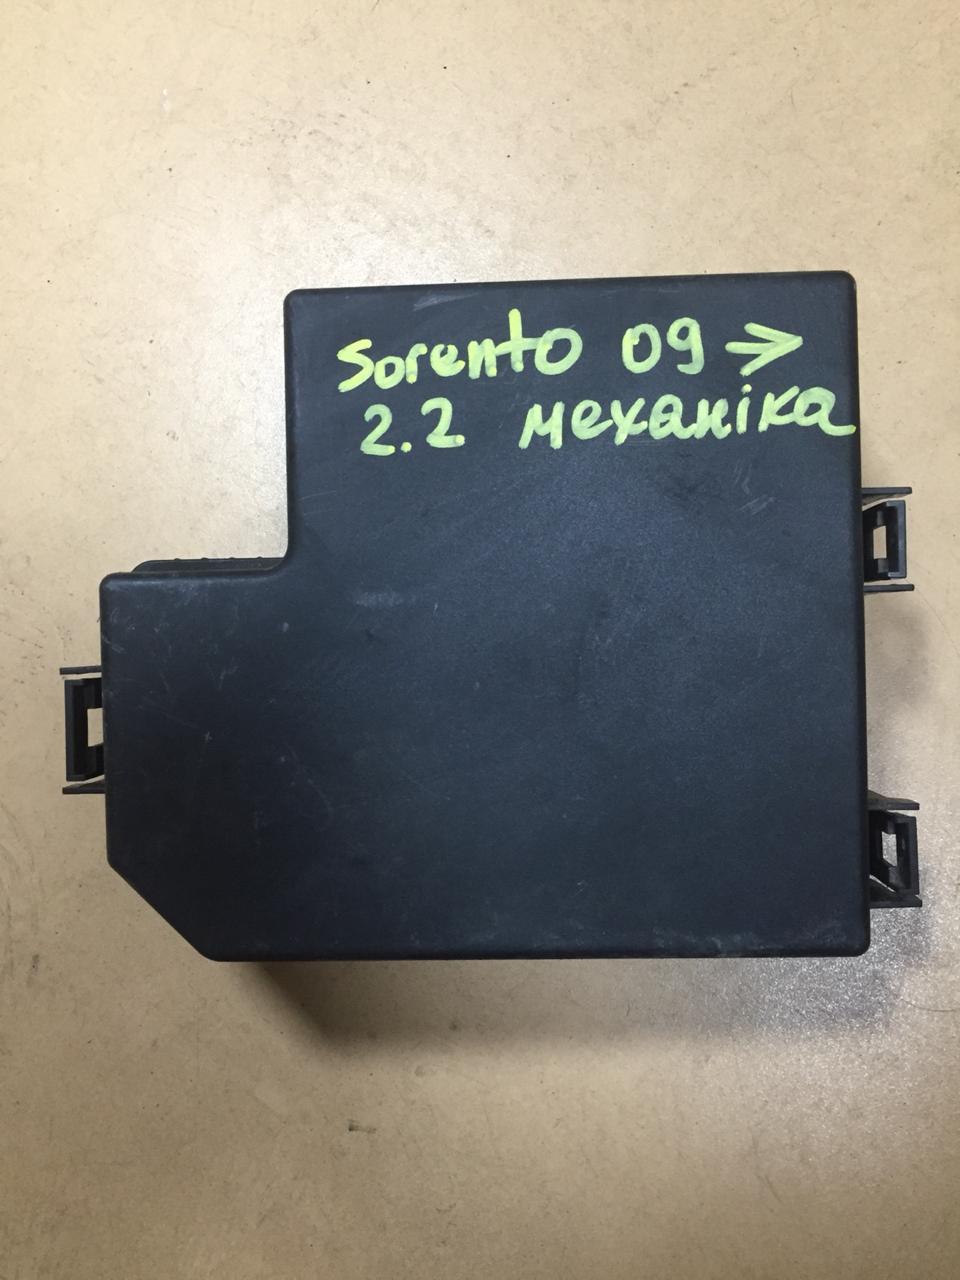 Sorento 09 →
2.2 механіка